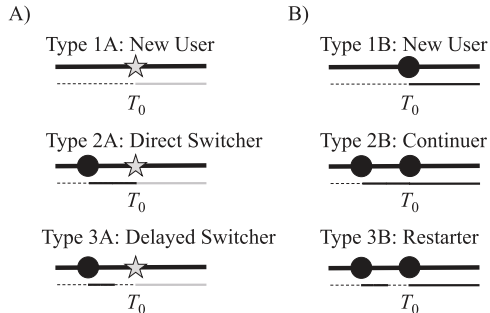 A)
Type 1A: New User
T0
Type 2A: Direct Switcher
T0
Type 3A: Delayed Switcher
T0
B)
Type 1B: New User
T0
Type 2B: Continuer
T0
Type 3B: Restarter
T0